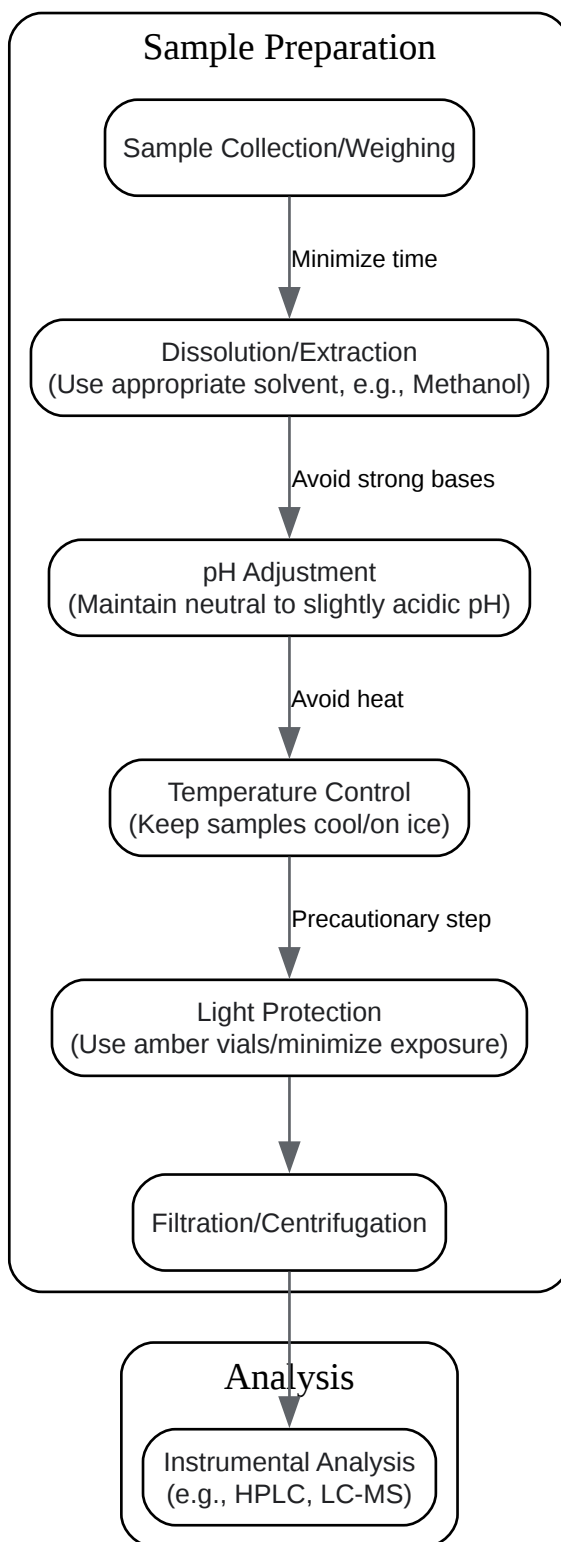 Sample Preparation
Sample Collection/Weighing
Minimize time
Dissolution/Extraction
(Use appropriate solvent, e.g., Methanol)
Avoid strong bases
pH Adjustment
(Maintain neutral to slightly acidic pH)
Avoid heat
Temperature Control
(Keep samples cool/on ice)
Precautionary step
Light Protection
(Use amber vials/minimize exposure)
Filtration/Centrifugation
Analysis
Instrumental Analysis
(e.g., HPLC, LC-MS)